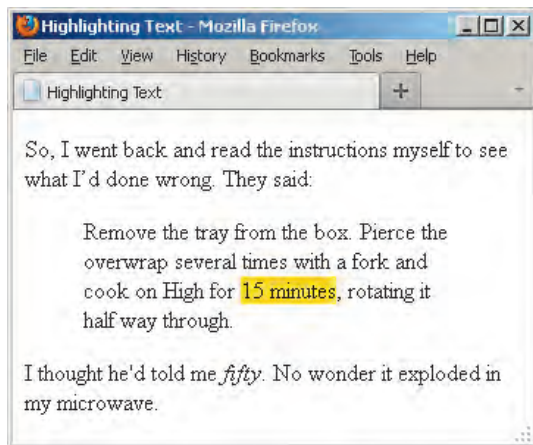 Highlighting Text - Mozilla Firefox
File Edit View History Bookmarks Tools Help
Highlighting Text
So, I went back and read the instructions myself to see
what I'd done wrong. They said:
Remove the tray from the box. Pierce the
overwrap several times with a fork and
cook on High for 15 minutes, rotating it
half way through.
I thought he'd told me fifty. No wonder it exploded in
my microwave.